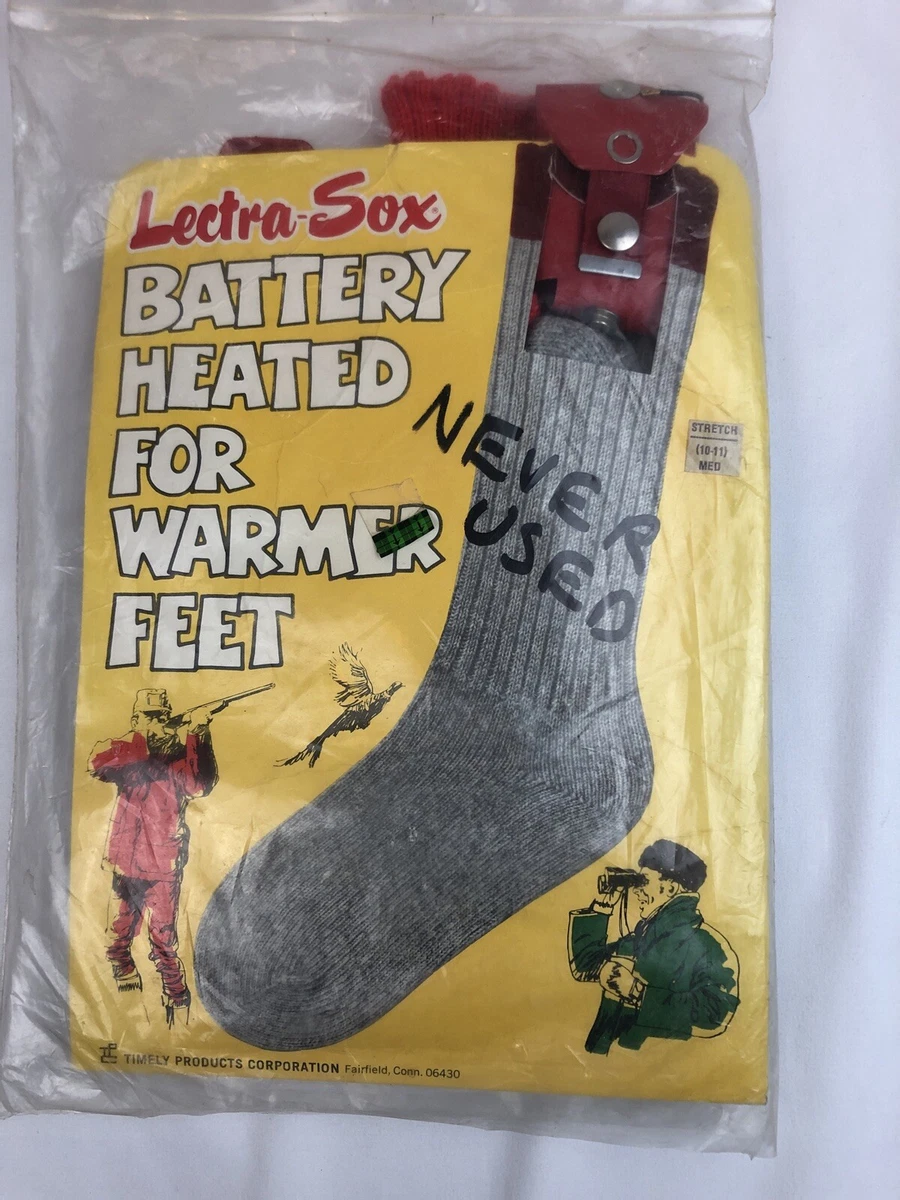 Lectra-Sox®
BATTERY
HEATED
FOR
WARMER
FEET
NEVER
USED
STRETCH
(10-11)
MED
TIMELY PRODUCTS CORPORATION Fairfield, Conn. 06430